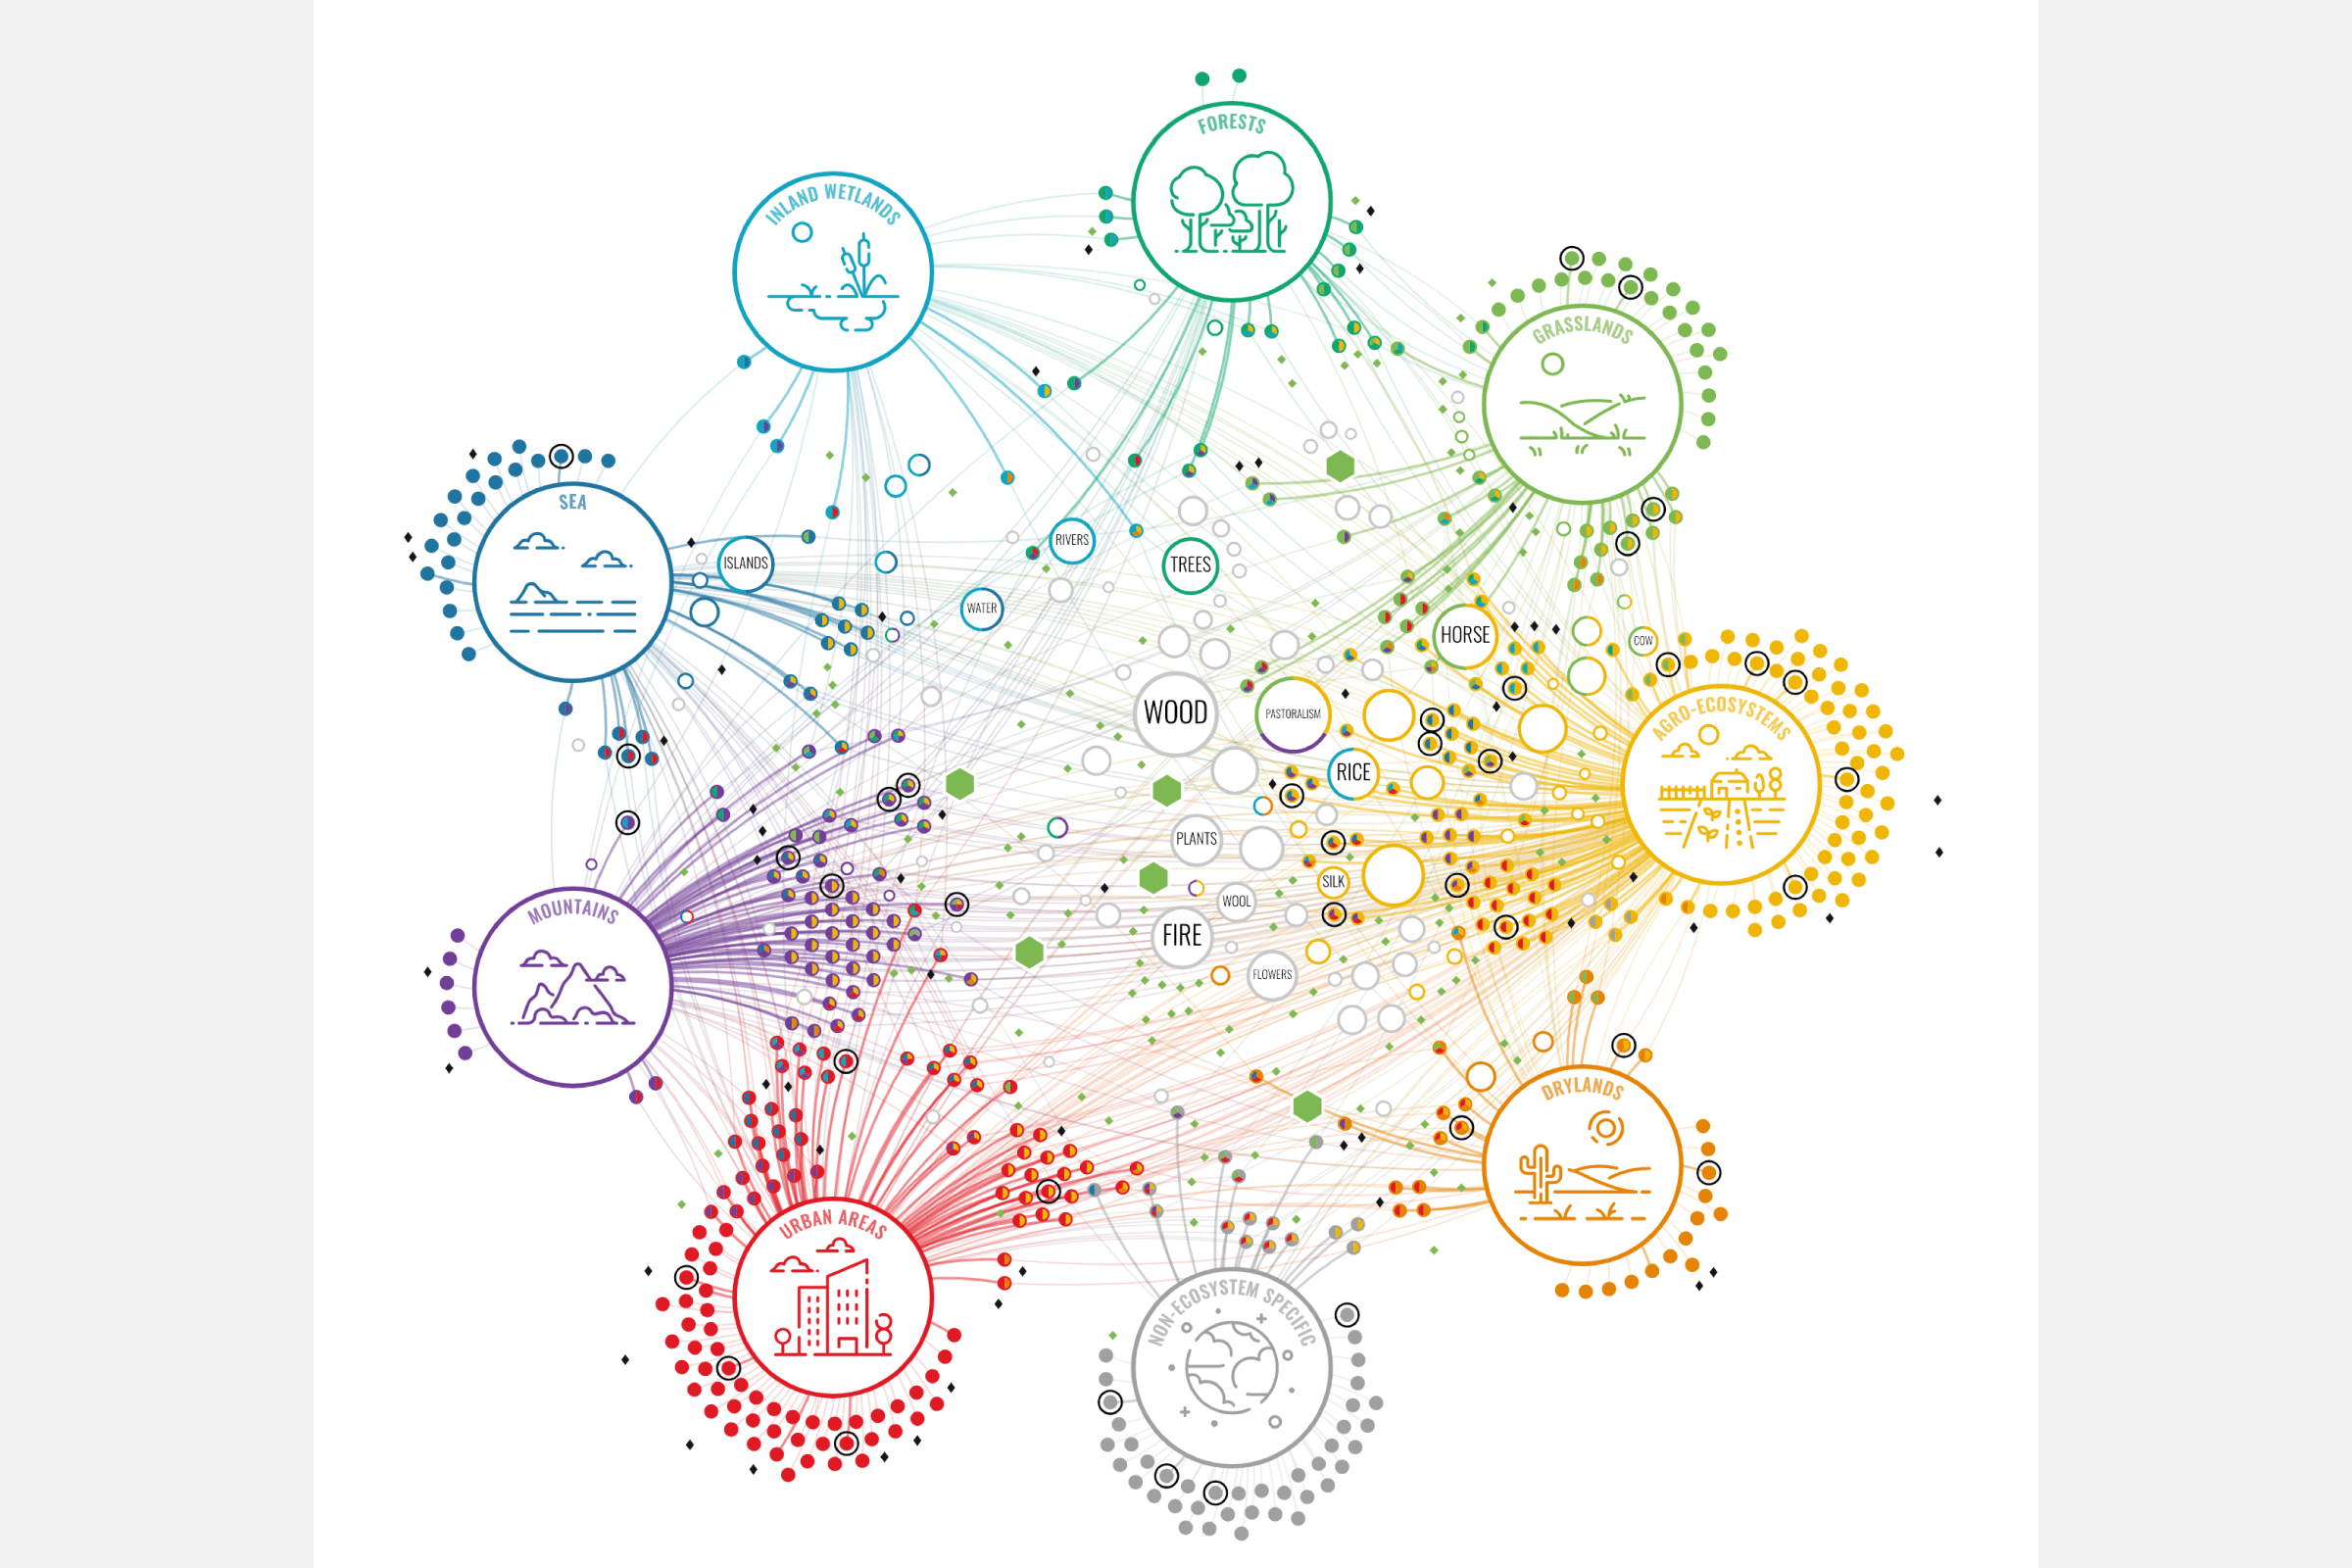 FORESTS
INLAND WETLANDS
GRASSLANDS
SEA
ISLANDS
RIVERS
TREES
WATER
HORSE
COW
WOOD
PASTORALISM
AGRO-ECOSYSTEMS
RICE
PLANTS
SILK
WOOL
MOUNTAINS
FIRE
FLOWERS
DRYLANDS
URBAN AREAS
NON-ECOSYSTEM SPECIFIC